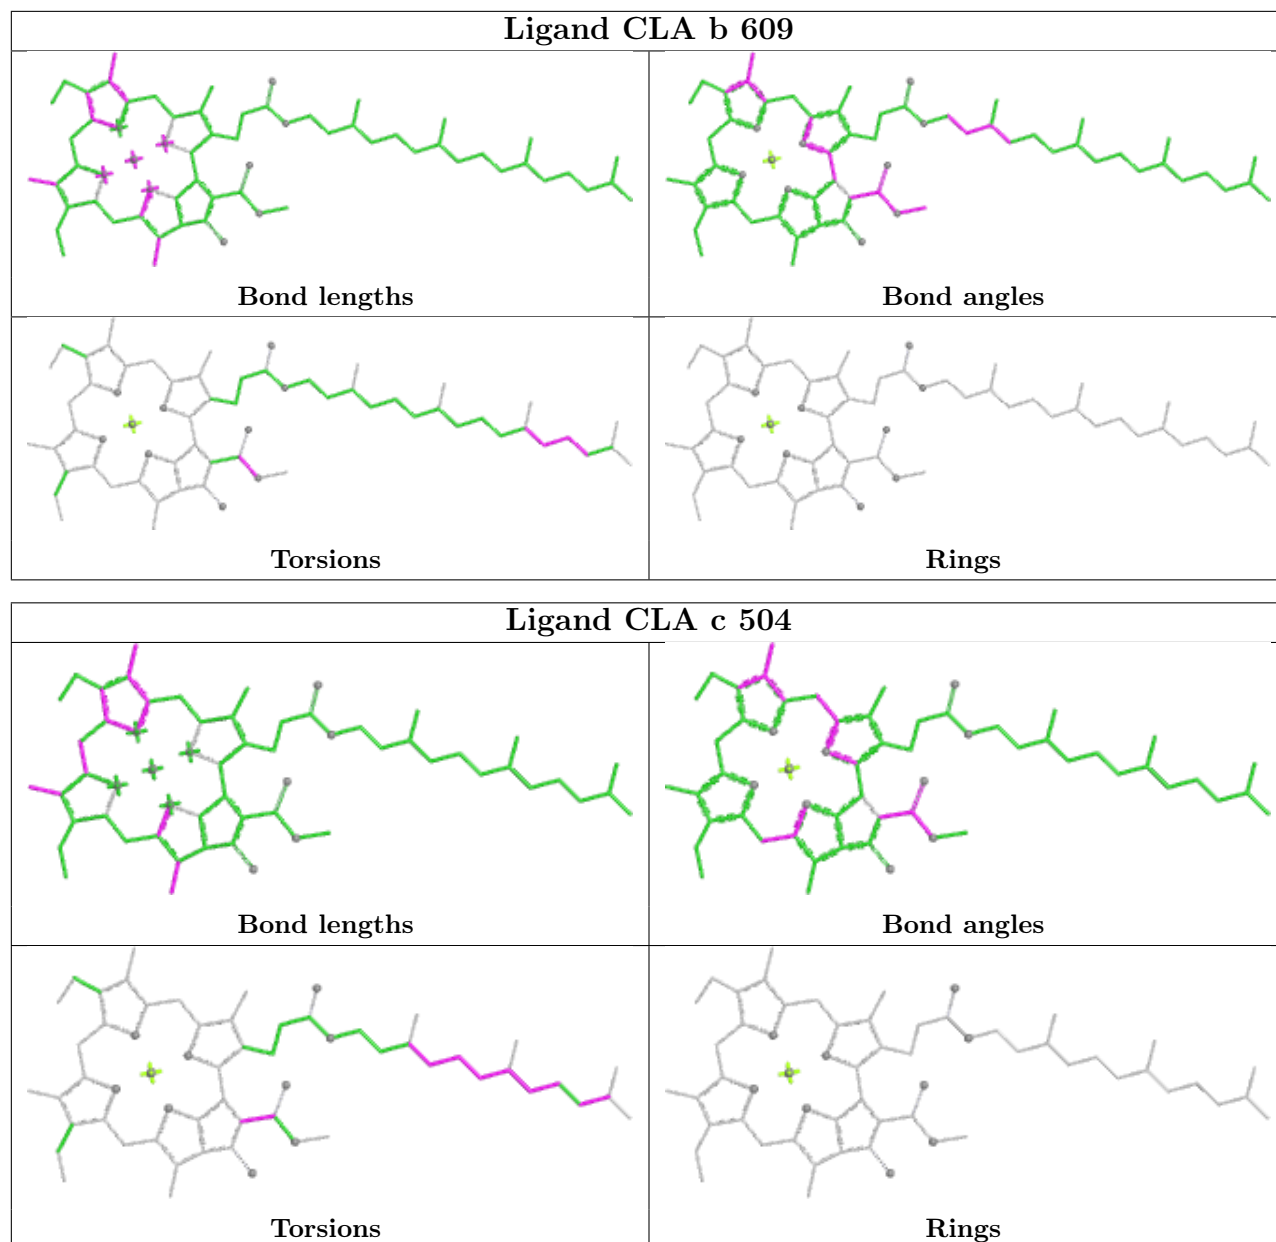 Ligand CLA b 609
Bond lengths
Bond angles
Torsions
Rings
Ligand CLA c 504
Bond lengths
Bond angles
Torsions
Rings